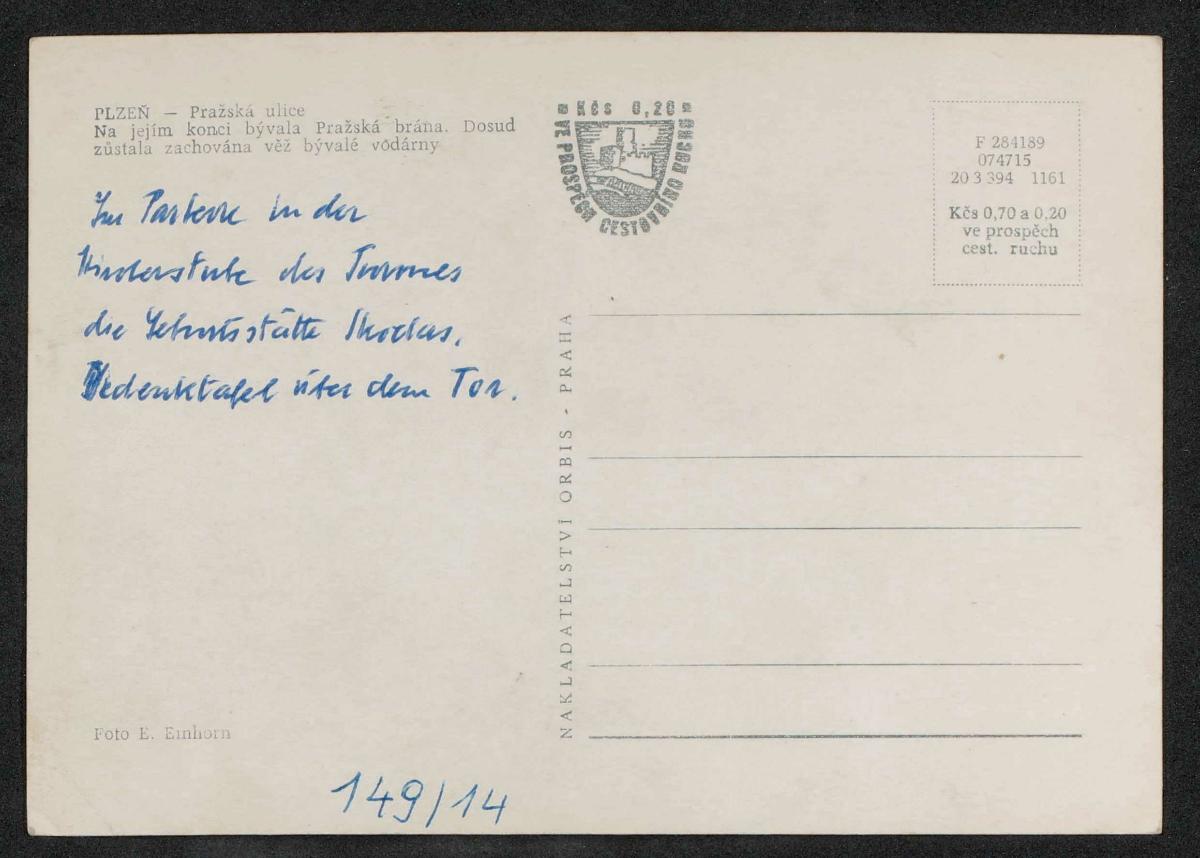 PLZEŇ — Pražská ulice
Na jejím konci bývala Pražská brána. Dosud
zůstala zachována věž bývalé vodárny
Im Parterre in der
Kinderstube des Turmes
die Geburtsstätte Skodas.
Gedenktafel über dem Tor.
Kčs 0,20
VE PROSPĚCH CESTOVNÍHO RUCHU
F 284189
074715
20 3 394 1161
Kčs 0,70 a 0,20
ve prospěch
cest. ruchu
NAKLADATELSTVÍ ORBIS - PRAHA
Foto E. Einhorn
149/14